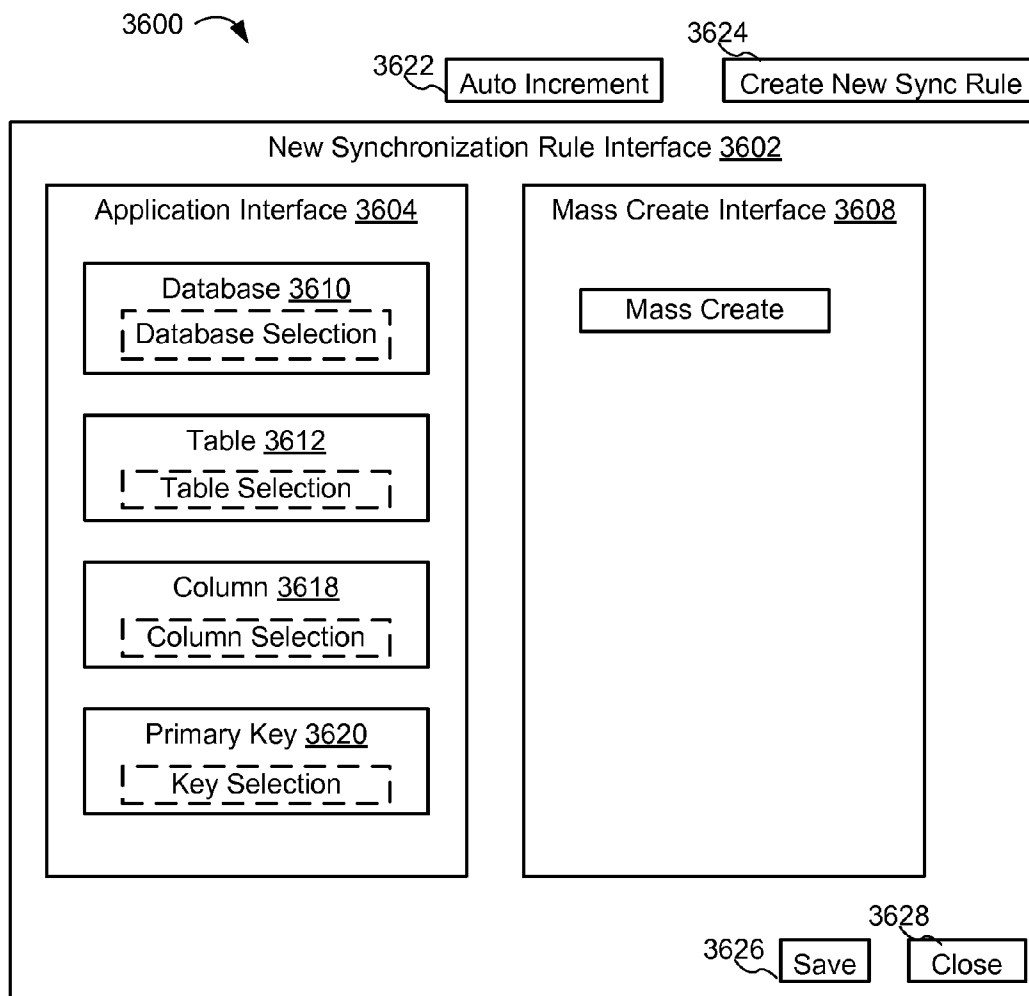 3600
3624
3622
Auto Increment
Create New Sync Rule
New Synchronization Rule Interface 3602
Application Interface 3604
Database 3610
Database Selection
Table 3612
Table Selection
Column 3618
Column Selection
Primary Key 3620
Key Selection
Mass Create Interface 3608
Mass Create
3628
3626
Save
Close